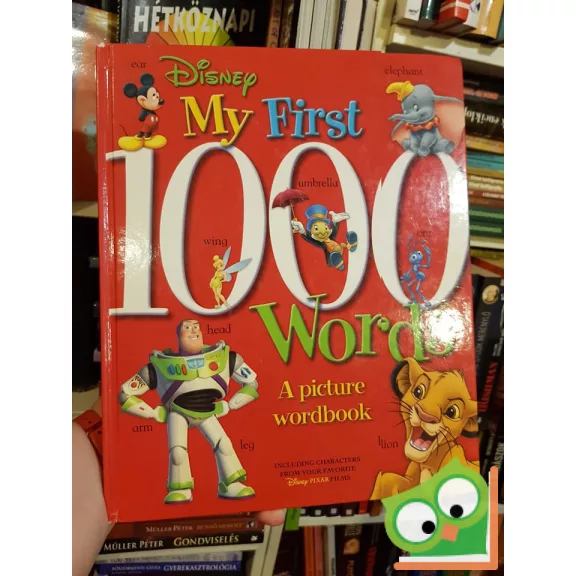 HÉTKÖZNAPI
ear
DISNEY
elephant
My First
1000
umbrella
wing
Words
head
A picture
wordbook
arm
leg
lion
INCLUDING CHARACTERS
FROM YOUR FAVORITE
Disney PIXAR FILMS
MÜLLER PÉTER
MÜLLER PÉTER GONDVISELÉS
GYEREKASZTROLÓGIA